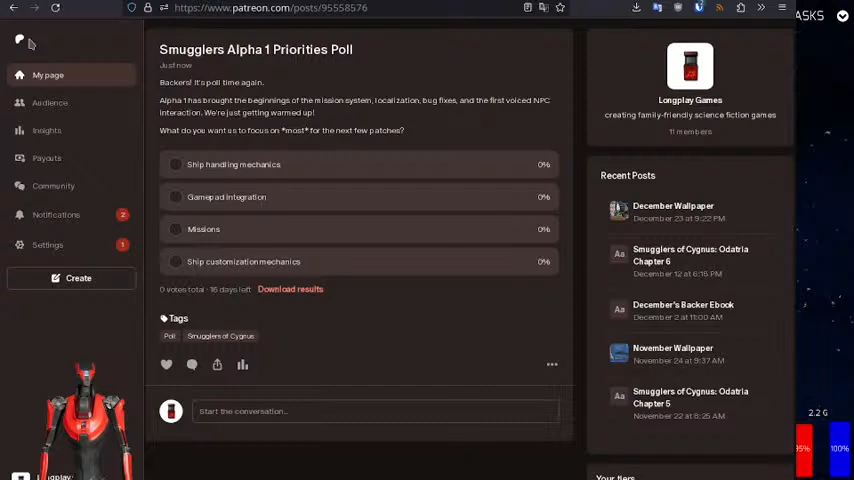 https://www.patreon.com/posts/95558576
ASKS
My page
Audience
Insights
Payouts
Community
Notifications
2
Settings
1
Create
Smugglers Alpha 1 Priorities Poll
Just now
Backers! It's poll time again.
Alpha 1 has brought the beginnings of the mission system, localization, bug fixes, and the first voiced NPC
interaction. We're just getting warmed up!
What do you want us to focus on *most* for the next few patches?
Ship handling mechanics 0%
Gamepad Integration 0%
Missions 0%
Ship customization mechanics 0%
0 votes total · 16 days left Download results
Tags
Poll
Smugglers of Cygnus
Start the conversation...
Longplay Games
creating family-friendly science fiction games
11 members
Recent Posts
December Wallpaper
December 23 at 9:22 PM
Aa
Smugglers of Cygnus: Odatria
Chapter 6
December 12 at 6:15 PM
Aa
December's Backer Ebook
December 2 at 11:00 AM
November Wallpaper
November 24 at 9:37 AM
Aa
Smugglers of Cygnus: Odatria
Chapter 5
November 22 at 8:25 AM
Your tiers
2.2 G
95%
100%